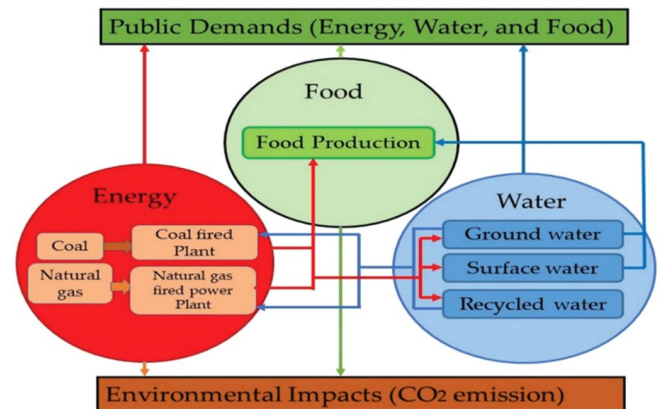 Public Demands (Energy, Water, and Food)
Food
Food Production
Energy
Coal
Coal fired
Plant
Natural
gas
Natural gas
fired power
Plant
Water
Ground water
Surface water
Recycled water
Environmental Impacts (CO2 emission)